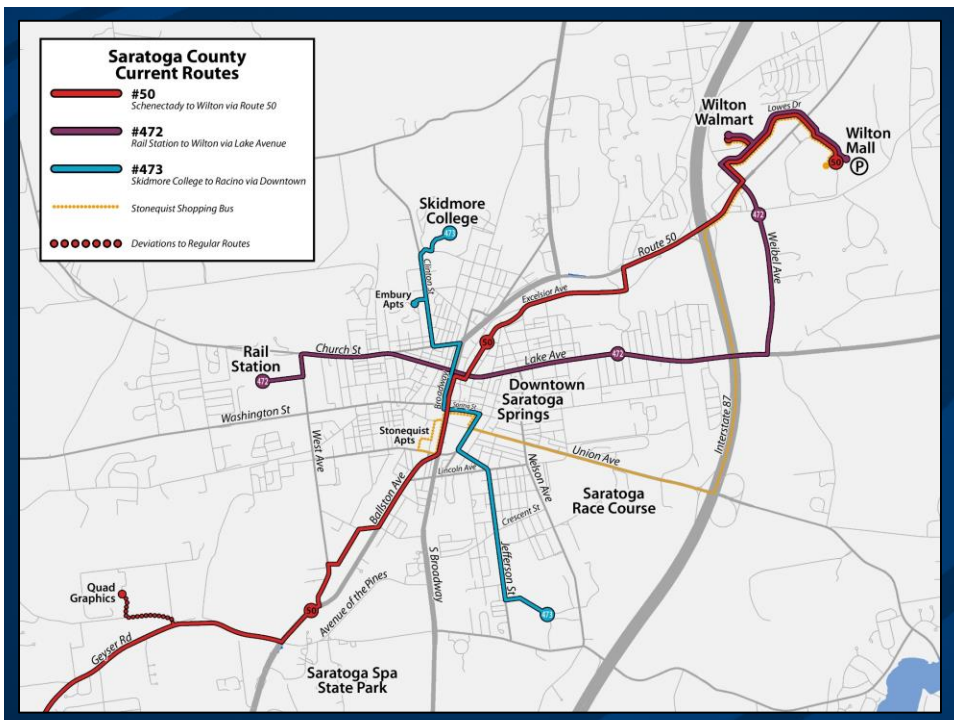 Saratoga County
Current Routes
#50
Schenectady to Wilton via Route 50
#472
Rail Station to Wilton via Lake Avenue
#473
Skidmore College to Racino via Downtown
Stonequist Shopping Bus
Deviations to Regular Routes
Wilton
Walmart
Lowes Dr
Wilton
Mall
50
P
Skidmore
College
473
472
Route 50
Weibel Ave
Clinton St
Embury
Apts
Excelsior Ave
50
Rail
Station
Church St
472
Lake Ave
472
Broadway
Downtown
Saratoga
Springs
Washington St
Spring St
Interstate 87
Stonequist
Apts
West Ave
Union Ave
Lincoln Ave
Nelson Ave
Ballston Ave
Saratoga
Race Course
Crescent St
Jefferson St
S Broadway
Quad
Graphics
50
Avenue of the Pines
473
Geyser Rd
Saratoga Spa
State Park